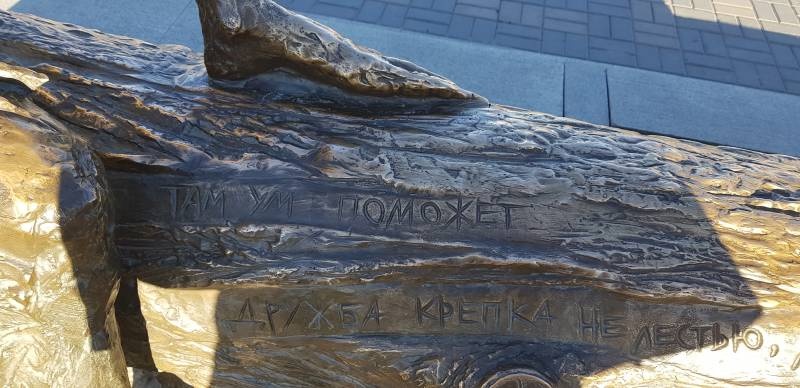 ТАМ УМ ПОМОЖЕТ
ДРУЖБА КРЕПКА НЕ ЛЕСТЬЮ,